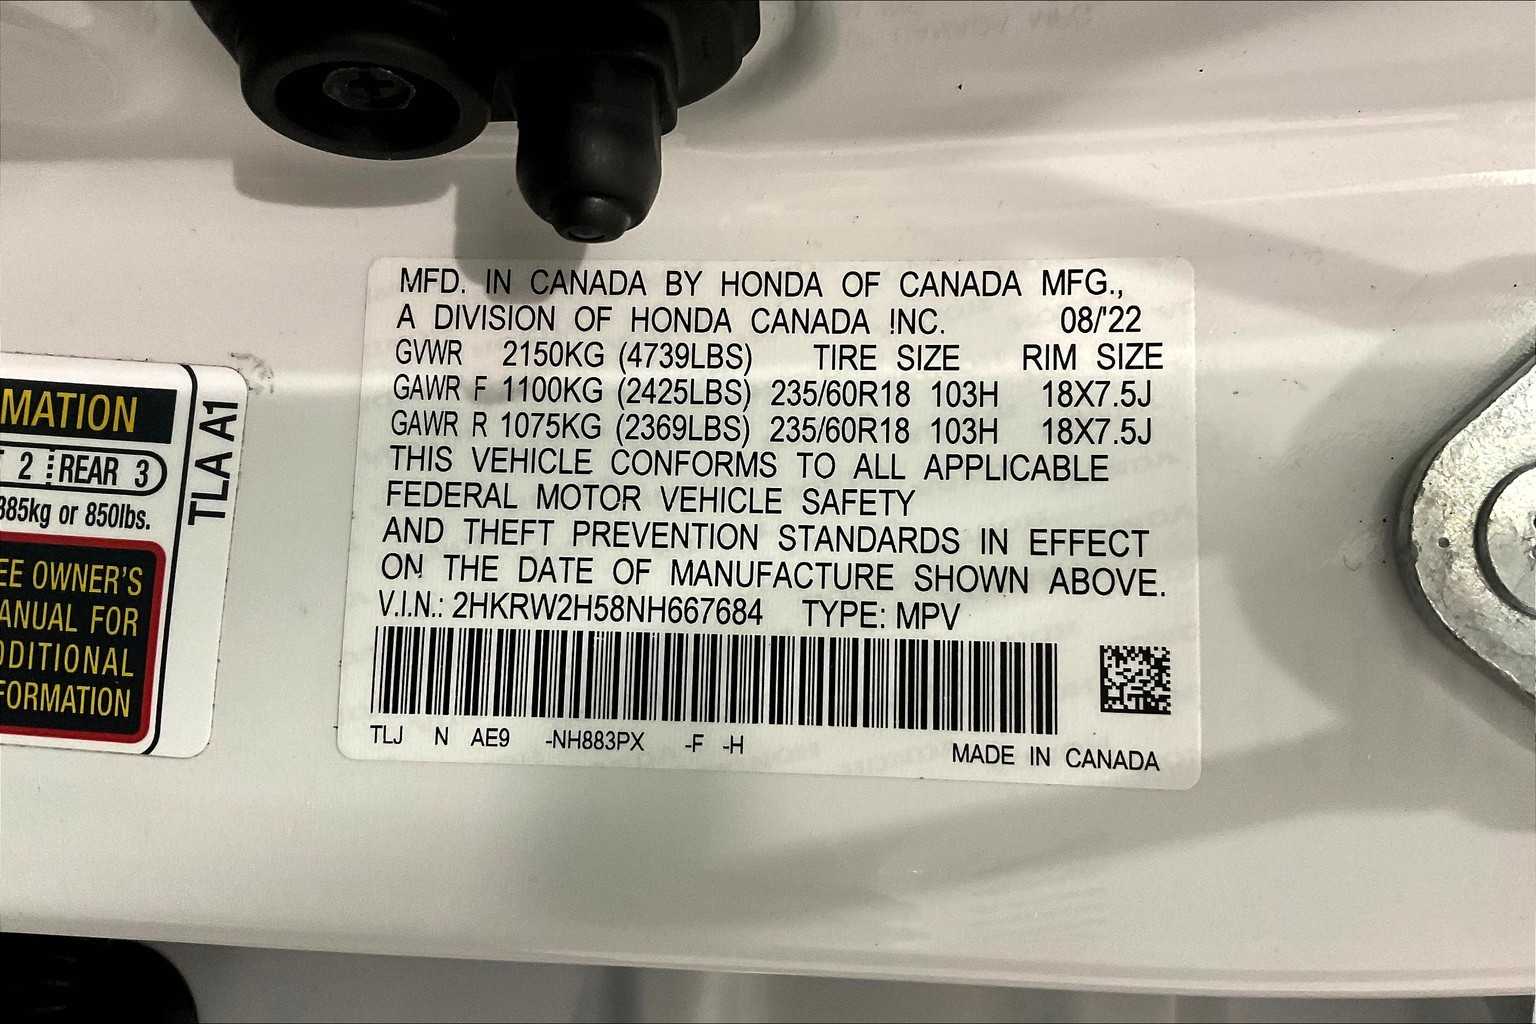 MFD. IN CANADA BY HONDA OF CANADA MFG.,
A DIVISION OF HONDA CANADA INC. 08/'22
GVWR 2150KG (4739LBS) TIRE SIZE RIM SIZE
GAWR F 1100KG (2425LBS) 235/60R18 103H 18X7.5J
GAWR R 1075KG (2369LBS) 235/60R18 103H 18X7.5J
THIS VEHICLE CONFORMS TO ALL APPLICABLE
FEDERAL MOTOR VEHICLE SAFETY
AND THEFT PREVENTION STANDARDS IN EFFECT
ON THE DATE OF MANUFACTURE SHOWN ABOVE.
V.I.N.: 2HKRW2H58NH667684 TYPE: MPV
TLJ N AE9 -NH883PX -F -H
MADE IN CANADA
MATION
2 REAR 3
385kg or 850lbs.
EE OWNER'S
ANUAL FOR
DDITIONAL
FORMATION
TLA A1